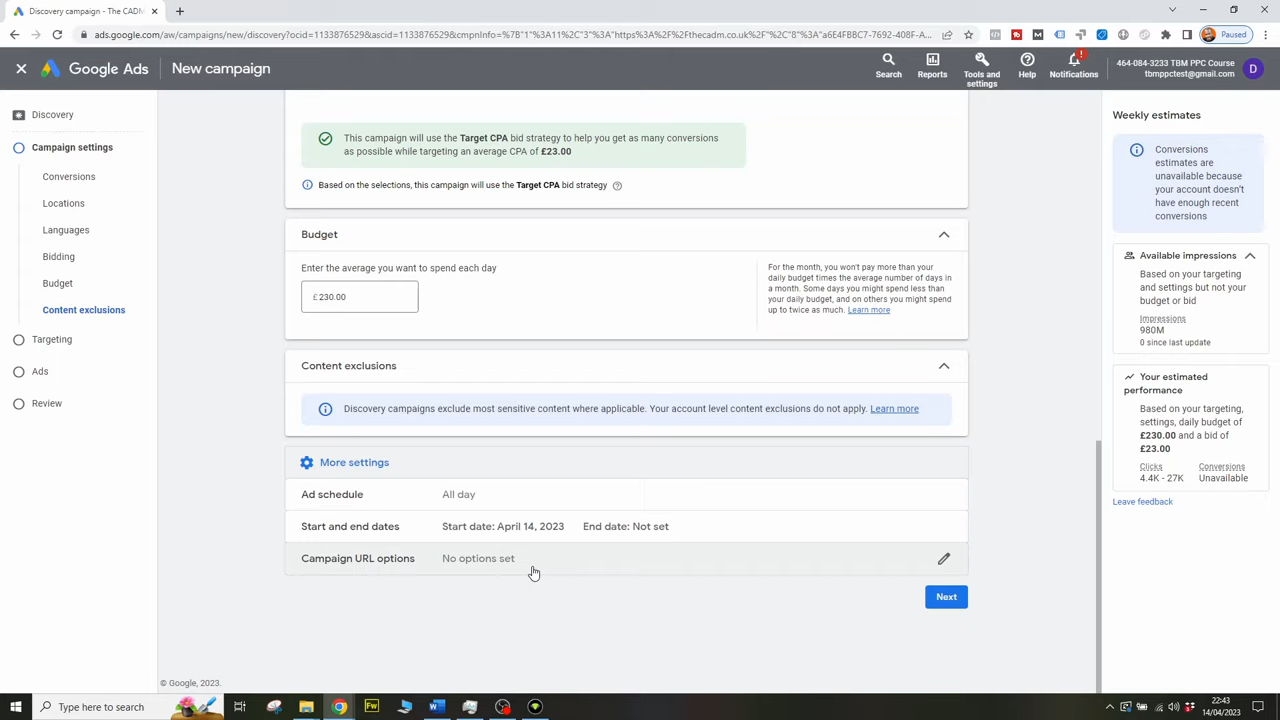 Discovery campaign - The CADM
ads.google.com/aw/campaigns/new/discovery?ocid=1133876529&ascid=1133876529&cmpnInfo=%7B"8"%3A"1%3A11%2C"3"%3A"https%3A%2F%2Fthecadm.co.uk%2F"%2C"8"%3A"a6E4FBBC7-7692-408F-A...
Paused
Google Ads
New campaign
Search
Reports
Tools and settings
Help
Notifications
464-084-3233 TBM PPC Course
tbmppctest@gmail.com
D
Discovery
Campaign settings
Conversions
Locations
Languages
Bidding
Budget
Content exclusions
Targeting
Ads
Review
This campaign will use the Target CPA bid strategy to help you get as many conversions
as possible while targeting an average CPA of £23.00
Based on the selections, this campaign will use the Target CPA bid strategy
Budget
Enter the average you want to spend each day
£230.00
For the month, you won't pay more than your
daily budget times the average number of days in
a month. Some days you might spend less than
your daily budget, and on others you might spend
up to twice as much. Learn more
Content exclusions
Discovery campaigns exclude most sensitive content where applicable. Your account level content exclusions do not apply. Learn more
More settings
Ad schedule All day
Start and end dates Start date: April 14, 2023 End date: Not set
Campaign URL options No options set
Next
© Google, 2023.
Weekly estimates
Conversions
estimates are
unavailable because
your account doesn't
have enough recent
conversions
Available impressions
Based on your targeting
and settings but not your
budget or bid
Impressions
980M
0 since last update
Your estimated
performance
Based on your targeting,
settings, daily budget of
£230.00 and a bid of
£23.00
Clicks Conversions
4.4K - 27K Unavailable
Leave feedback
Type here to search
Fw
22:43
14/04/2023